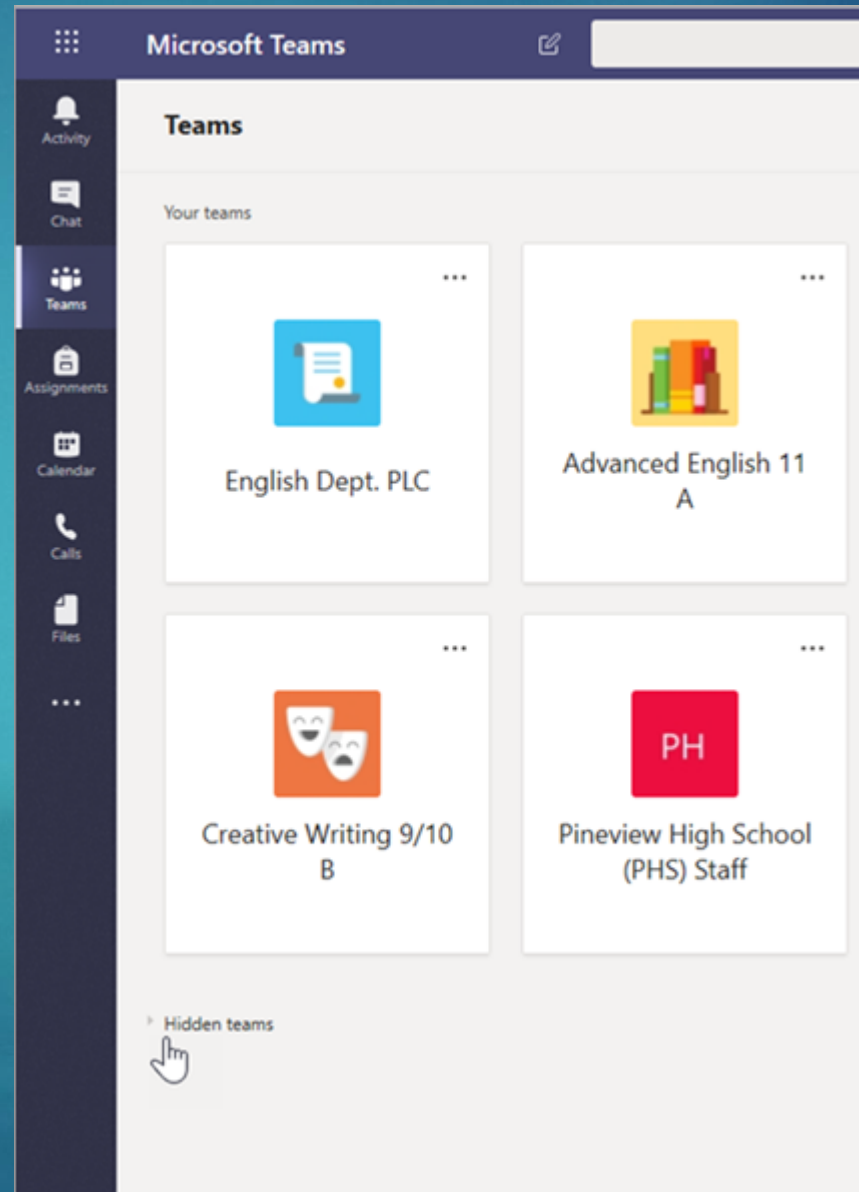 Microsoft Teams
Activity
Chat
Teams
Assignments
Calendar
Calls
Files
Teams
Your teams
English Dept. PLC
Advanced English 11
A
Creative Writing 9/10
B
PH
Pineview High School
(PHS) Staff
Hidden teams